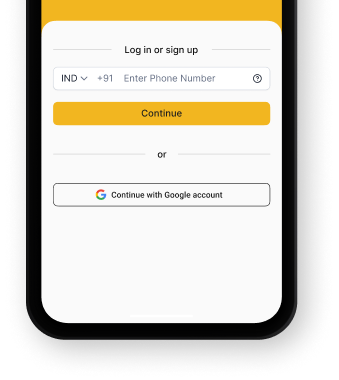 Log in or sign up
IND +91 Enter Phone Number
Continue
or
Continue with Google account